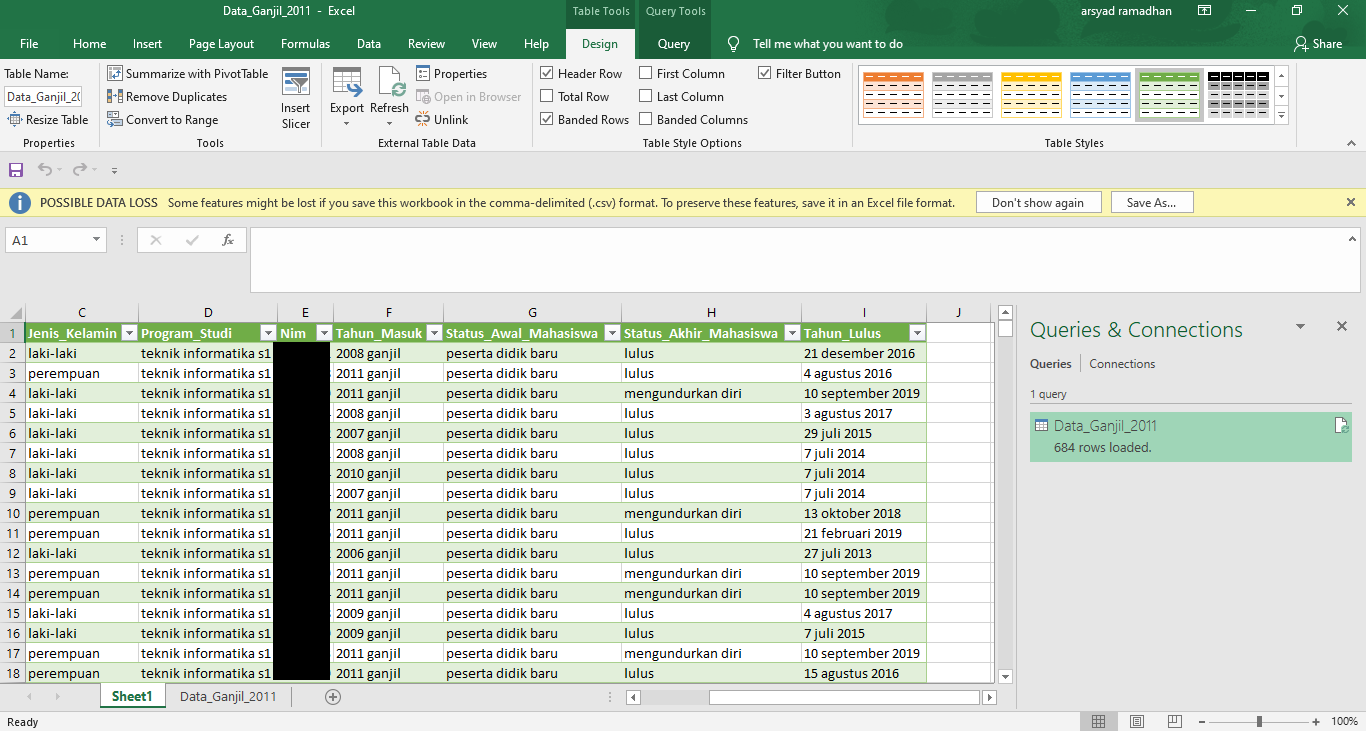 Data_Ganjil_2011 - Excel
Table Tools Query Tools
arsyad ramadhan
File Home Insert Page Layout Formulas Data Review View Help Design Query Tell me what you want to do Share
Table Name:
Data_Ganjil_20
Resize Table
Properties
Summarize with PivotTable
Remove Duplicates
Convert to Range
Insert
Slicer
Tools
Export
Refresh
Properties
Open in Browser
Unlink
External Table Data
Header Row First Column Filter Button
Total Row Last Column
Banded Rows Banded Columns
Table Style Options
Table Styles
POSSIBLE DATA LOSS Some features might be lost if you save this workbook in the comma-delimited (.csv) format. To preserve these features, save it in an Excel file format. Don't show again Save As...
A1 fx
C D E F G H I J
1 Jenis_Kelamin Program_Studi Nim Tahun_Masuk Status_Awal_Mahasiswa Status_Akhir_Mahasiswa Tahun_Lulus
2 laki-laki teknik informatika s1 2008 ganjil peserta didik baru lulus 21 desember 2016
3 perempuan teknik informatika s1 2011 ganjil peserta didik baru lulus 4 agustus 2016
4 laki-laki teknik informatika s1 2011 ganjil peserta didik baru mengundurkan diri 10 september 2019
5 laki-laki teknik informatika s1 2008 ganjil peserta didik baru lulus 3 agustus 2017
6 laki-laki teknik informatika s1 2007 ganjil peserta didik baru lulus 29 juli 2015
7 laki-laki teknik informatika s1 2008 ganjil peserta didik baru lulus 7 juli 2014
8 laki-laki teknik informatika s1 2010 ganjil peserta didik baru lulus 7 juli 2014
9 laki-laki teknik informatika s1 2007 ganjil peserta didik baru lulus 7 juli 2014
10 perempuan teknik informatika s1 2011 ganjil peserta didik baru mengundurkan diri 13 oktober 2018
11 perempuan teknik informatika s1 2011 ganjil peserta didik baru lulus 21 februari 2019
12 laki-laki teknik informatika s1 2006 ganjil peserta didik baru lulus 27 juli 2013
13 perempuan teknik informatika s1 2011 ganjil peserta didik baru mengundurkan diri 10 september 2019
14 perempuan teknik informatika s1 2011 ganjil peserta didik baru mengundurkan diri 10 september 2019
15 laki-laki teknik informatika s1 2009 ganjil peserta didik baru lulus 4 agustus 2017
16 laki-laki teknik informatika s1 2009 ganjil peserta didik baru lulus 7 juli 2015
17 perempuan teknik informatika s1 2011 ganjil peserta didik baru mengundurkan diri 10 september 2019
18 perempuan teknik informatika s1 2011 ganjil peserta didik baru lulus 15 agustus 2016
Queries & Connections
Queries Connections
1 query
Data_Ganjil_2011
684 rows loaded.
Sheet1 Data_Ganjil_2011
Ready
100%